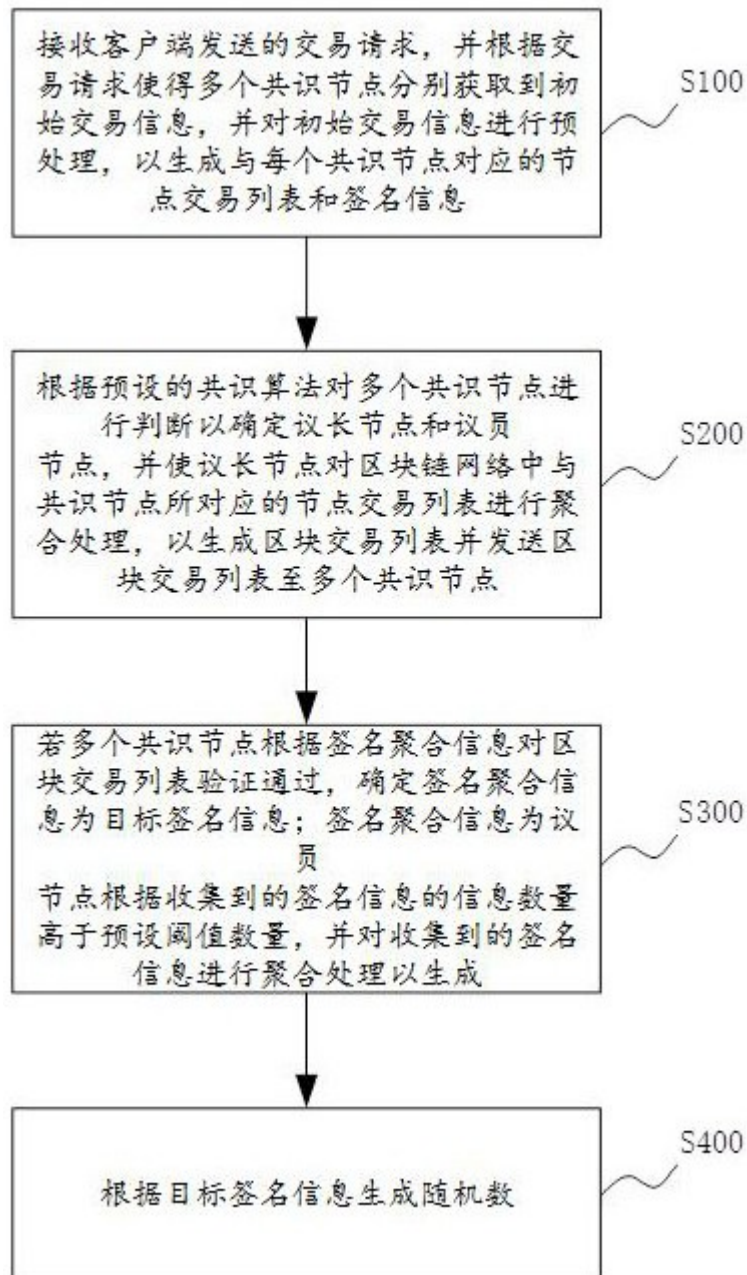 接收客户端发送的交易请求，并根据交
易请求使得多个共识节点分别获取到初
始交易信息，并对初始交易信息进行预
处理，以生成与每个共识节点对应的节
点交易列表和签名信息
S100
根据预设的共识算法对多个共识节点进
行判断以确定议长节点和议员
节点，并使议长节点对区块链网络中与
共识节点所对应的节点交易列表进行聚
合处理，以生成区块交易列表并发送区
块交易列表至多个共识节点
S200
若多个共识节点根据签名聚合信息对区
块交易列表验证通过，确定签名聚合信
息为目标签名信息；签名聚合信息为议
员
节点根据收集到的签名信息的信息数量
高于预设阈值数量，并对收集到的签名
信息进行聚合处理以生成
S300
根据目标签名信息生成随机数
S400